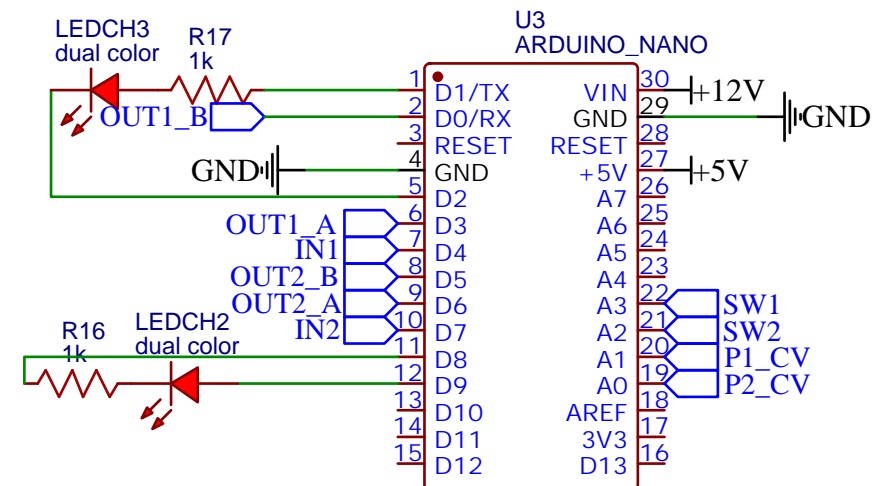 LEDCH3
dual color
R17
1k
OUT1_B
GND
OUT1_A
IN1
OUT2_B
OUT2_A
IN2
R16
1k
LEDCH2
dual color
U3
ARDUINO_NANO
1 D1/TX VIN 30 +12V
2 D0/RX GND 29 GND
3 RESET RESET 28
4 GND +5V 27 +5V
5 D2 A7 26
6 D3 A6 25
7 D4 A5 24
8 D5 A4 23
9 D6 A3 22 SW1
10 D7 A2 21 SW2
11 D8 A1 20 P1_CV
12 D9 A0 19 P2_CV
13 D10 AREF 18
14 D11 3V3 17
15 D12 D13 16